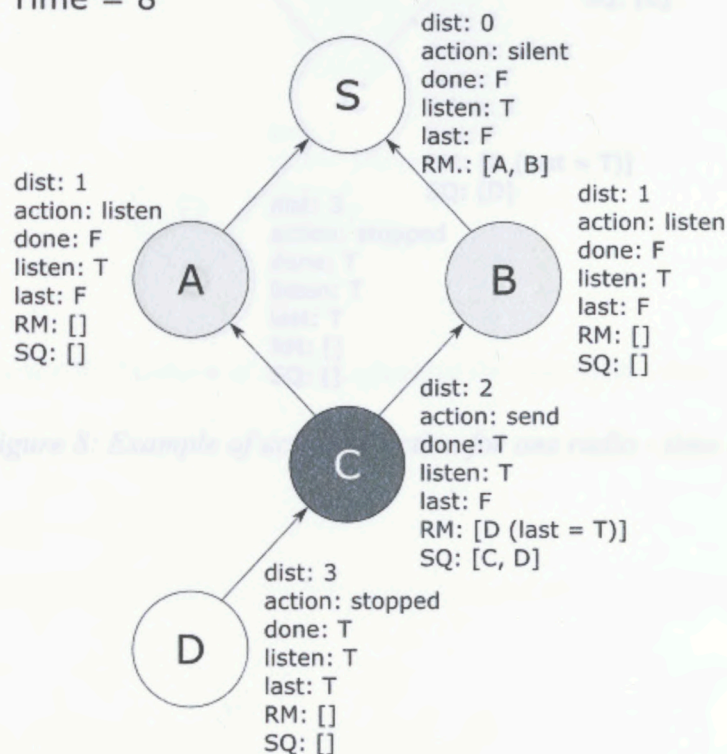 Time = 8
S
dist: 0
action: silent
done: F
listen: T
last: F
RM.: [A, B]
dist: 1
action: listen
done: F
listen: T
last: F
RM: []
SQ: []
A
B
dist: 1
action: listen
done: F
listen: T
last: F
RM: []
SQ: []
C
dist: 2
action: send
done: T
listen: T
last: F
RM: [D (last = T)]
SQ: [C, D]
D
dist: 3
action: stopped
done: T
listen: T
last: T
RM: []
SQ: []